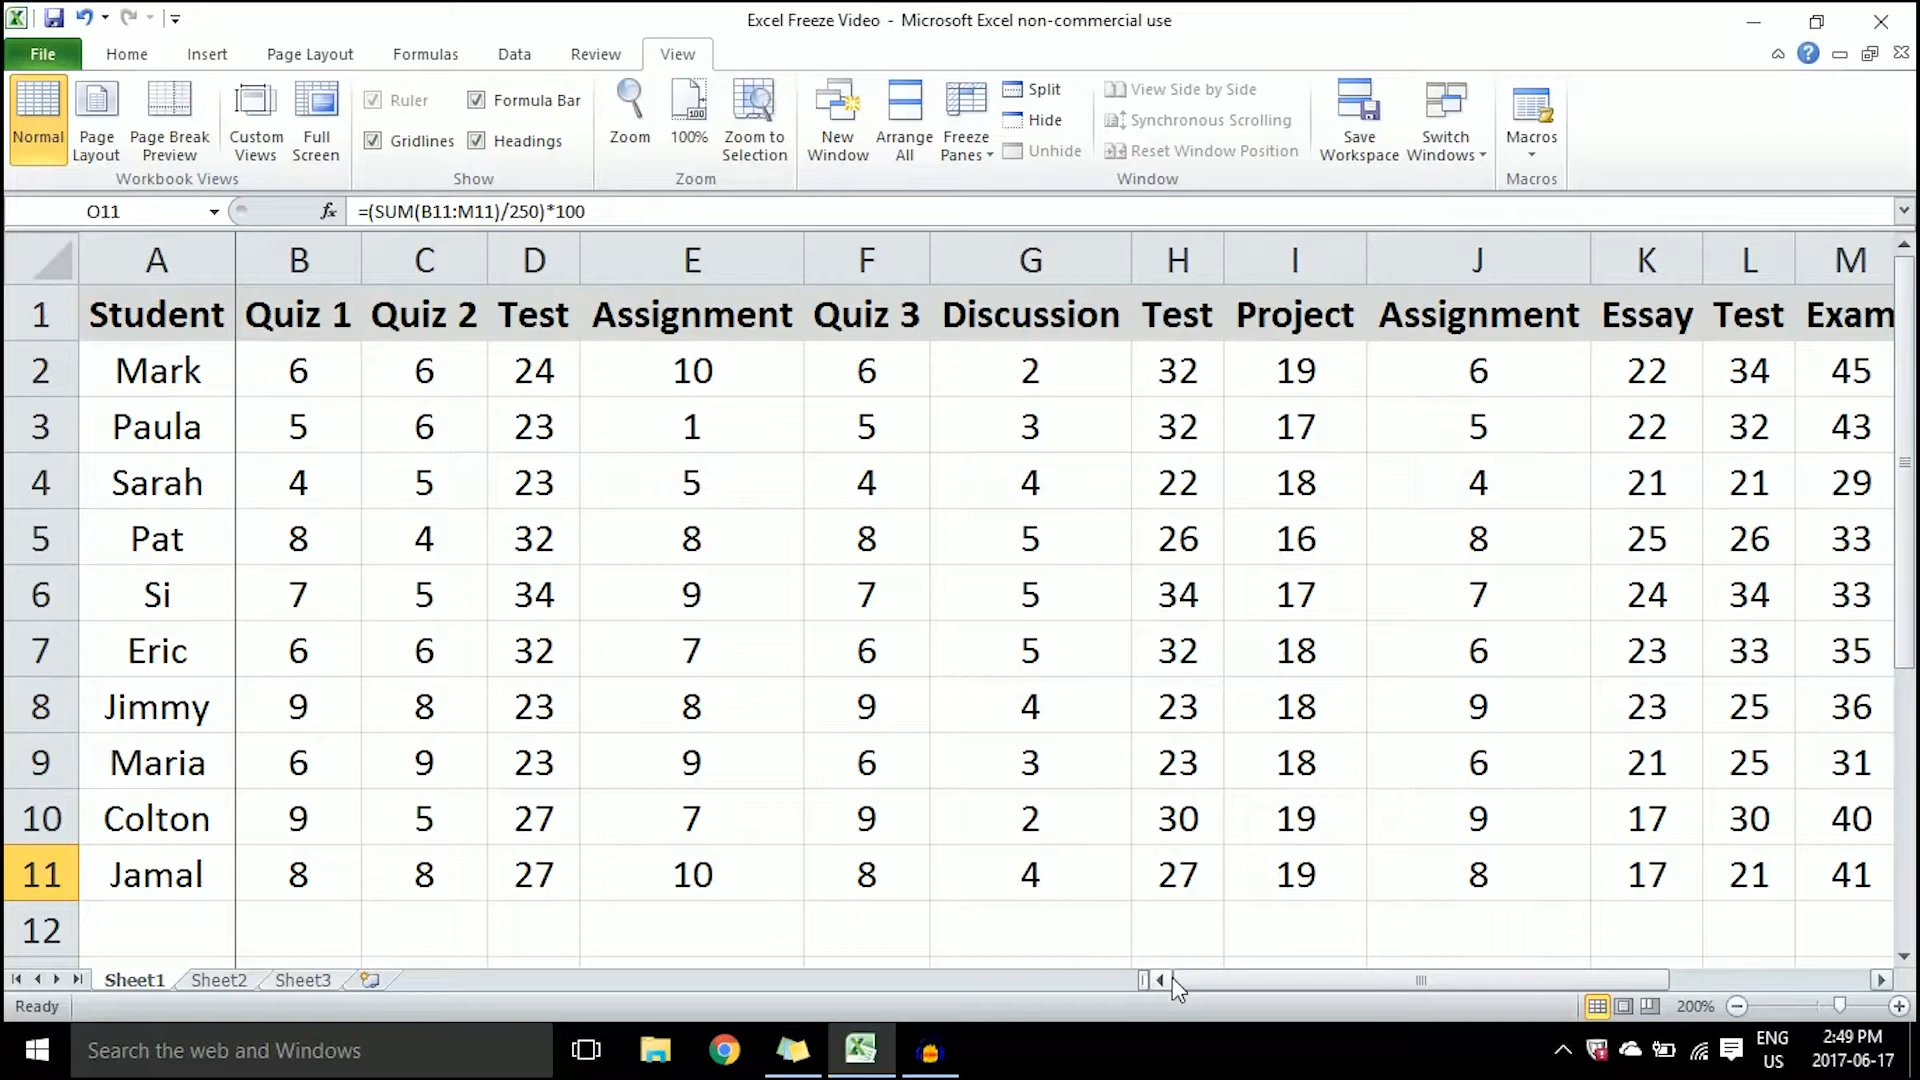 Excel Freeze Video - Microsoft Excel non-commercial use
File Home Insert Page Layout Formulas Data Review View
Normal Page Layout Page Break Preview Custom Views Full Screen
Workbook Views
Ruler Formula Bar
Gridlines Headings
Show
Zoom 100% Zoom to Selection
Zoom
New Window Arrange All Freeze Panes
Split
Hide
Unhide
View Side by Side
Synchronous Scrolling
Reset Window Position
Save Workspace Switch Windows
Window
Macros
Macros
O11 fx =(SUM(B11:M11)/250)*100
A B C D E F G H I J K L M
1 Student Quiz 1 Quiz 2 Test Assignment Quiz 3 Discussion Test Project Assignment Essay Test Exam
2 Mark 6 6 24 10 6 2 32 19 6 22 34 45
3 Paula 5 6 23 1 5 3 32 17 5 22 32 43
4 Sarah 4 5 23 5 4 4 22 18 4 21 21 29
5 Pat 8 4 32 8 8 5 26 16 8 25 26 33
6 Si 7 5 34 9 7 5 34 17 7 24 34 33
7 Eric 6 6 32 7 6 5 32 18 6 23 33 35
8 Jimmy 9 8 23 8 9 4 23 18 9 23 25 36
9 Maria 6 9 23 9 6 3 23 18 6 21 25 31
10 Colton 9 5 27 7 9 2 30 19 9 17 30 40
11 Jamal 8 8 27 10 8 4 27 19 8 17 21 41
12
Sheet1 Sheet2 Sheet3
Ready 200%
Search the web and Windows
ENG
US
2:49 PM
2017-06-17